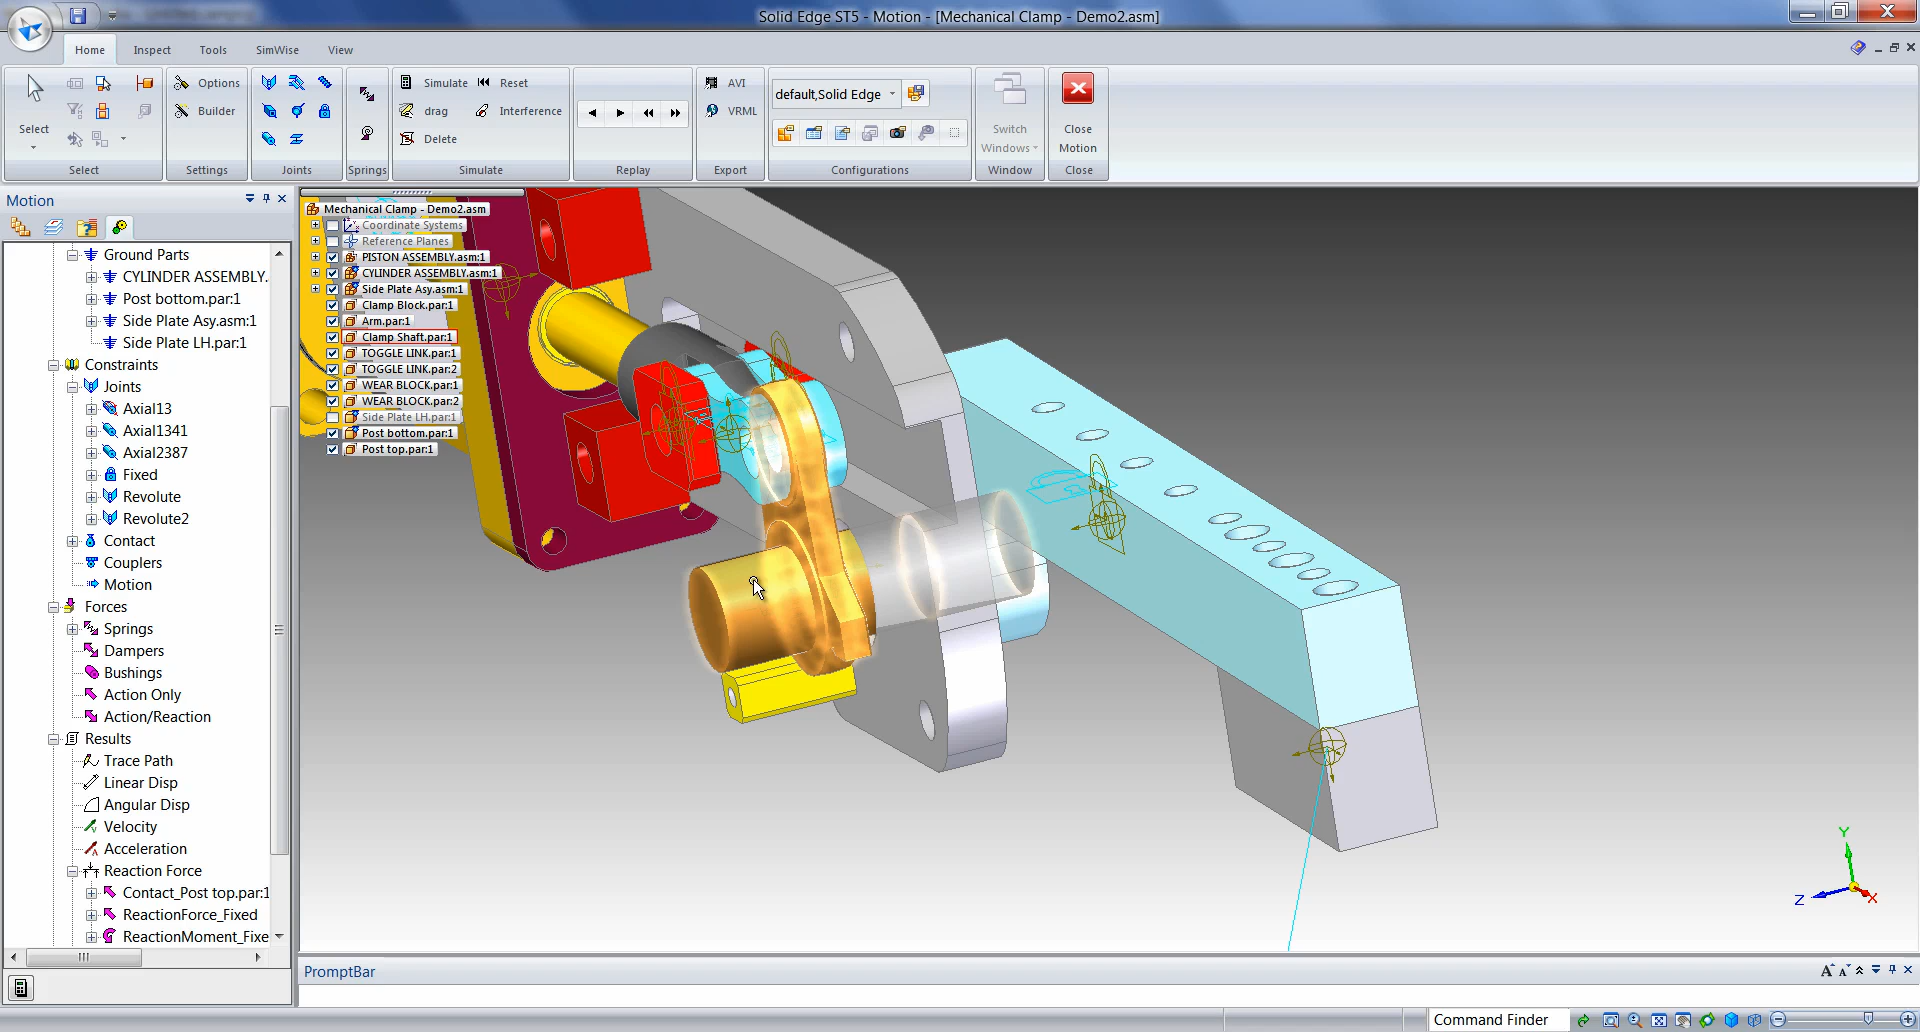 Solid Edge ST5 - Motion - [Mechanical Clamp - Demo2.asm]
Home
Inspect
Tools
SimWise
View
Options
Simulate
Reset
AVI
default,Solid Edge
Builder
drag
Interference
VRML
Select
Delete
Switch Windows
Close Motion
Select
Settings
Joints
Springs
Simulate
Replay
Export
Configurations
Window
Close
Motion
Ground Parts
CYLINDER ASSEMBLY.
Post bottom.par:1
Side Plate Asy.asm:1
Side Plate LH.par:1
Constraints
Joints
Axial13
Axial1341
Axial2387
Fixed
Revolute
Revolute2
Contact
Couplers
Motion
Forces
Springs
Dampers
Bushings
Action Only
Action/Reaction
Results
Trace Path
Linear Disp
Angular Disp
Velocity
Acceleration
Reaction Force
Contact_Post top.par:1
ReactionForce_Fixed
ReactionMoment_Fixe
Mechanical Clamp - Demo2.asm
Coordinate Systems
Reference Planes
PISTON ASSEMBLY.asm:1
CYLINDER ASSEMBLY.asm:1
Side Plate Asy.asm:1
Clamp Block.par:1
Arm.par:1
Clamp Shaft.par:1
TOGGLE LINK.par:1
TOGGLE LINK.par:2
WEAR BLOCK.par:1
WEAR BLOCK.par:2
Side Plate LH.par:1
Post bottom.par:1
Post top.par:1
Y
Z
X
PromptBar
A A
Command Finder